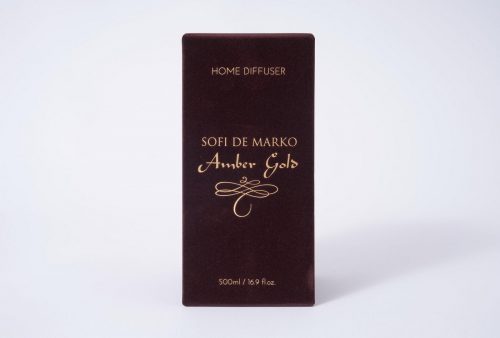 HOME DIFFUSER
SOFI DE MARKO
Amber Gold
500ml / 16.9 fl.oz.